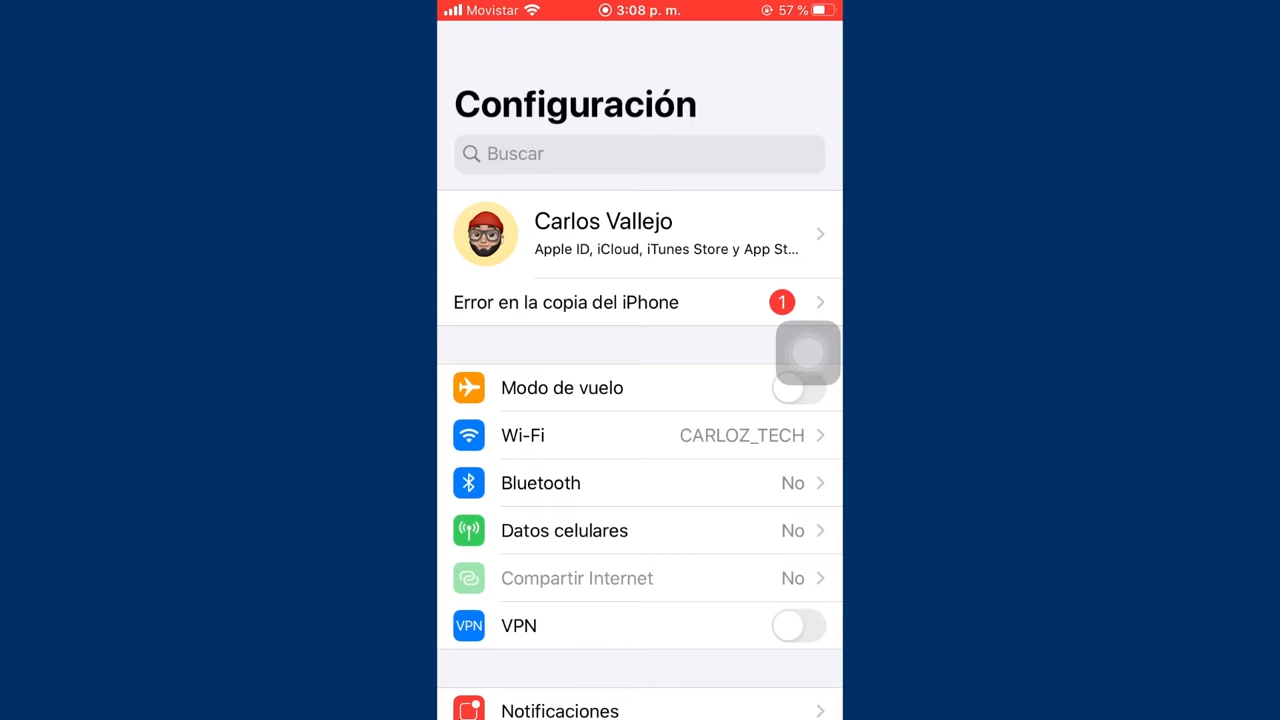 Movistar 3:08 p. m. 57 %
Configuración
Buscar
Carlos Vallejo
Apple ID, iCloud, iTunes Store y App St...
Error en la copia del iPhone 1
Modo de vuelo
Wi-Fi CARLOZ_TECH
Bluetooth No
Datos celulares No
Compartir Internet No
VPN VPN
Notificaciones